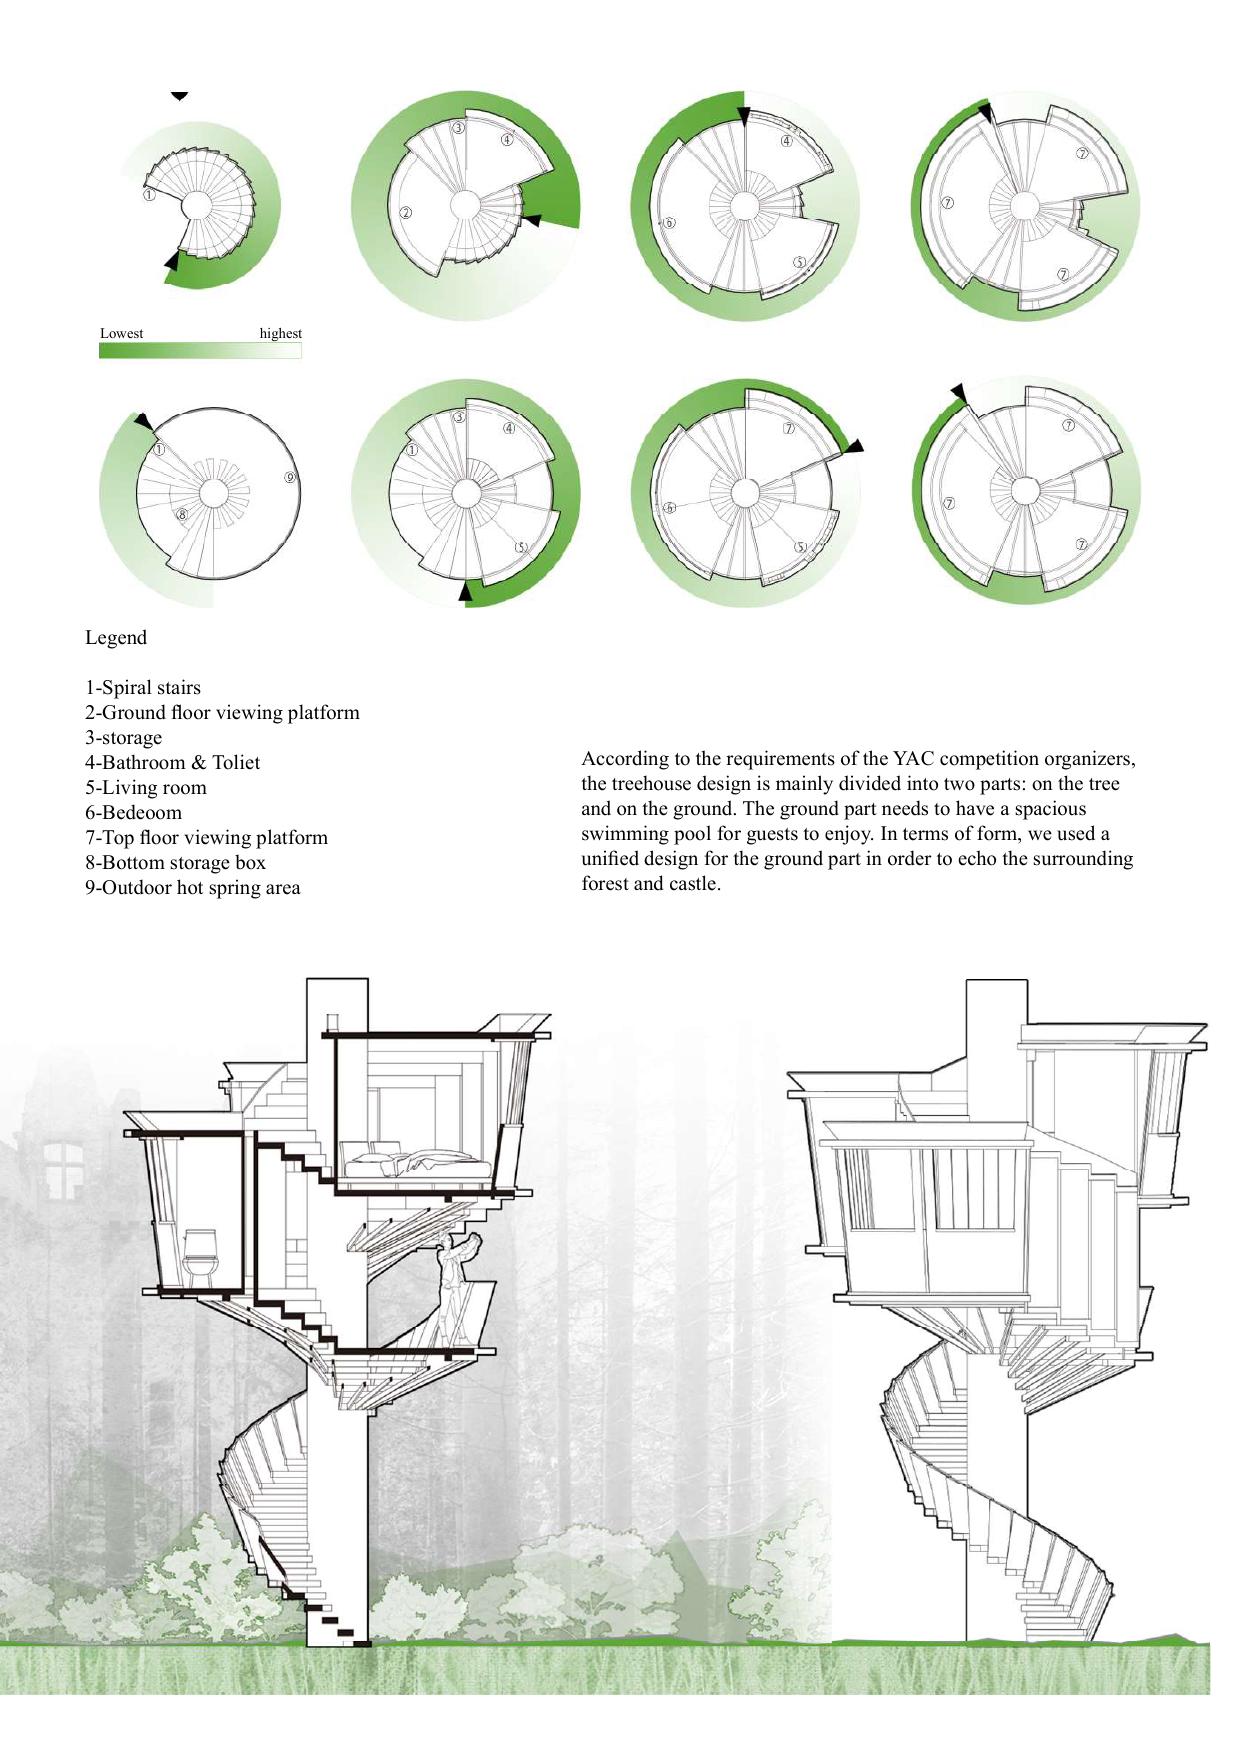 ①
③
④
②
④
⑥
⑤
⑦
⑦
⑦
Lowest highest
①
⑧
⑨
③
④
①
⑤
⑦
⑥
⑤
⑦
⑦
⑦
Legend
1-Spiral stairs
2-Ground floor viewing platform
3-storage
4-Bathroom & Toliet
5-Living room
6-Bedeoom
7-Top floor viewing platform
8-Bottom storage box
9-Outdoor hot spring area
According to the requirements of the YAC competition organizers,
the treehouse design is mainly divided into two parts: on the tree
and on the ground. The ground part needs to have a spacious
swimming pool for guests to enjoy. In terms of form, we used a
unified design for the ground part in order to echo the surrounding
forest and castle.